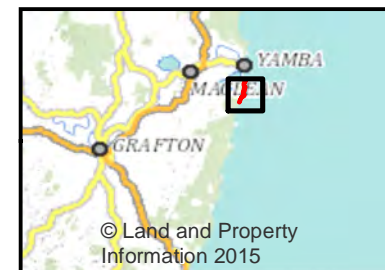 YAMBA
MACLEAN
GRAFTON
© Land and Property
Information 2015